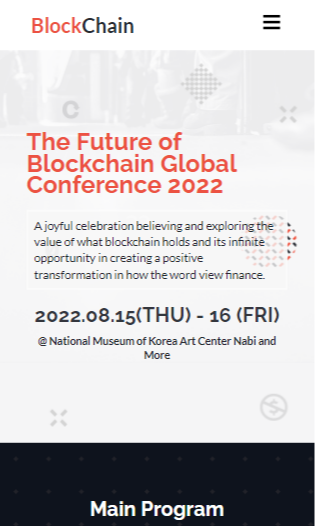 BlockChain
The Future of
Blockchain Global
Conference 2022
A joyful celebration believing and exploring the
value of what blockchain holds and its infinite
opportunity in creating a positive
transformation in how the word view finance.
2022.08.15(THU) - 16 (FRI)
@ National Museum of Korea Art Center Nabi and
More
Main Program